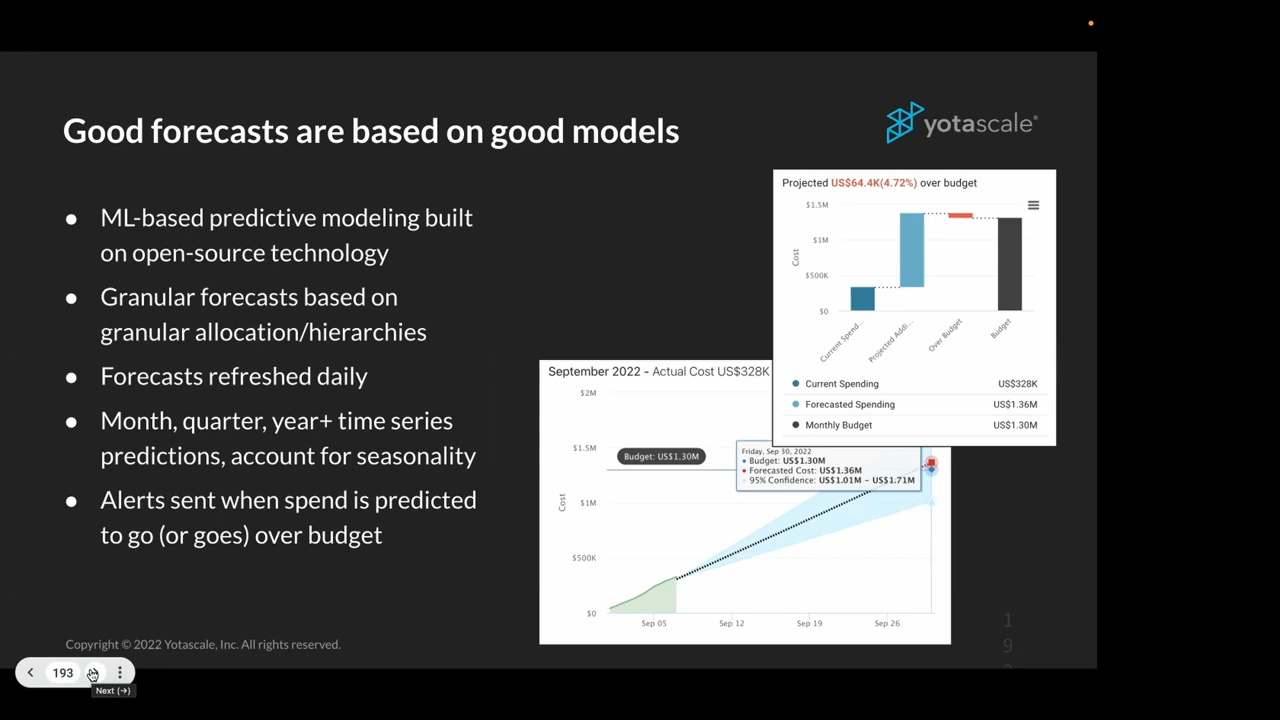 Good forecasts are based on good models
yotascale®
● ML-based predictive modeling built
on open-source technology
● Granular forecasts based on
granular allocation/hierarchies
● Forecasts refreshed daily
● Month, quarter, year+ time series
predictions, account for seasonality
● Alerts sent when spend is predicted
to go (or goes) over budget
Projected US$64.4K(4.72%) over budget
$1.5M
$1M
$500K
$0
Cost
Current Spend...
Projected Addi...
Over Budget
Budget
Current Spending US$328K
Forecasted Spending US$1.36M
Monthly Budget US$1.30M
September 2022 - Actual Cost US$328K
$2M
$1.5M
$1M
$500K
$0
Cost
Budget: US$1.30M
Friday, Sep 30, 2022
Budget: US$1.30M
Forecasted Cost: US$1.36M
95% Confidence: US$1.01M – US$1.71M
Sep 05
Sep 12
Sep 19
Sep 26
Copyright © 2022 Yotascale, Inc. All rights reserved.
1
9
193
Next (→)